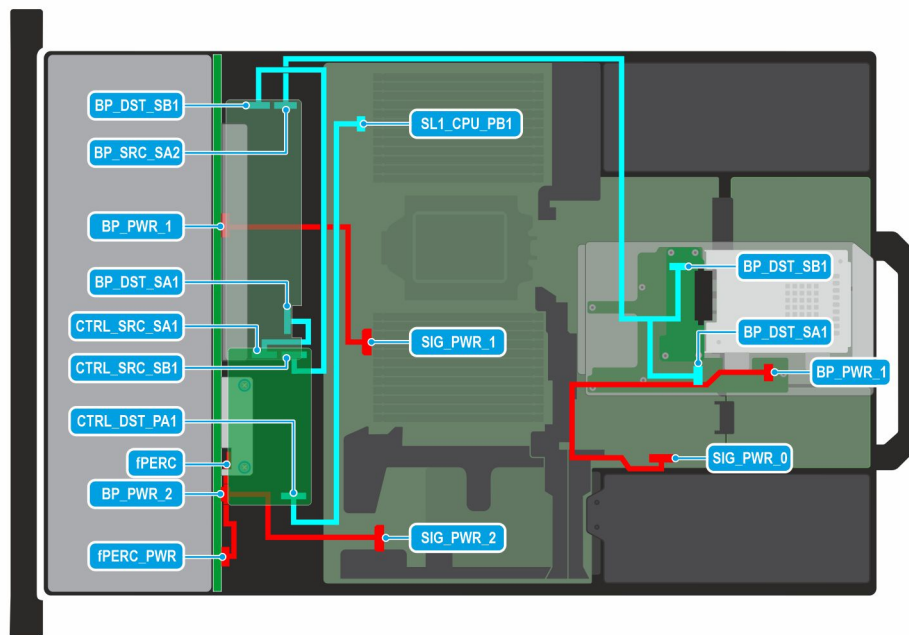 BP_DST_SB1
BP_SRC_SA2
BP_PWR_1
BP_DST_SA1
CTRL_SRC_SA1
CTRL_SRC_SB1
CTRL_DST_PA1
fPERC
BP_PWR_2
fPERC_PWR
SL1_CPU_PB1
SIG_PWR_1
SIG_PWR_2
BP_DST_SB1
BP_DST_SA1
BP_PWR_1
SIG_PWR_0